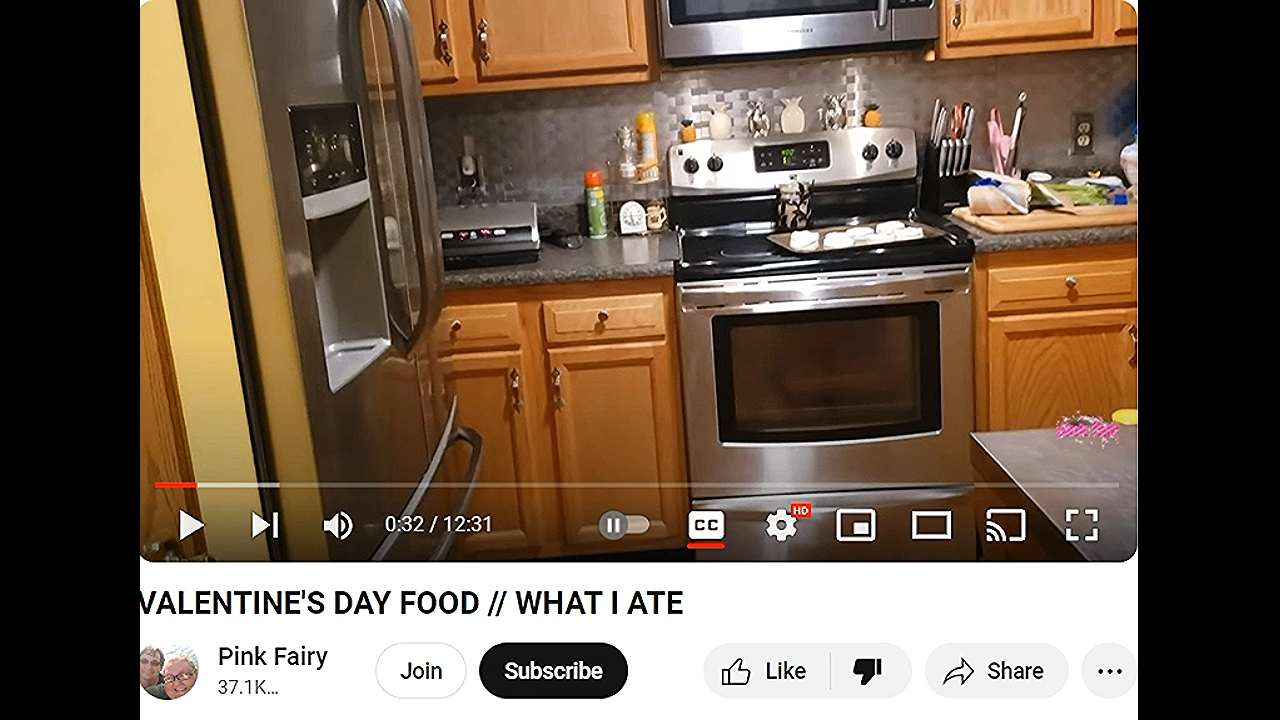 SAMSUNG
HD
CC
0:32 / 12:31
VALENTINE'S DAY FOOD // WHAT I ATE
Pink Fairy
37.1K...
Join
Subscribe
Like
Share